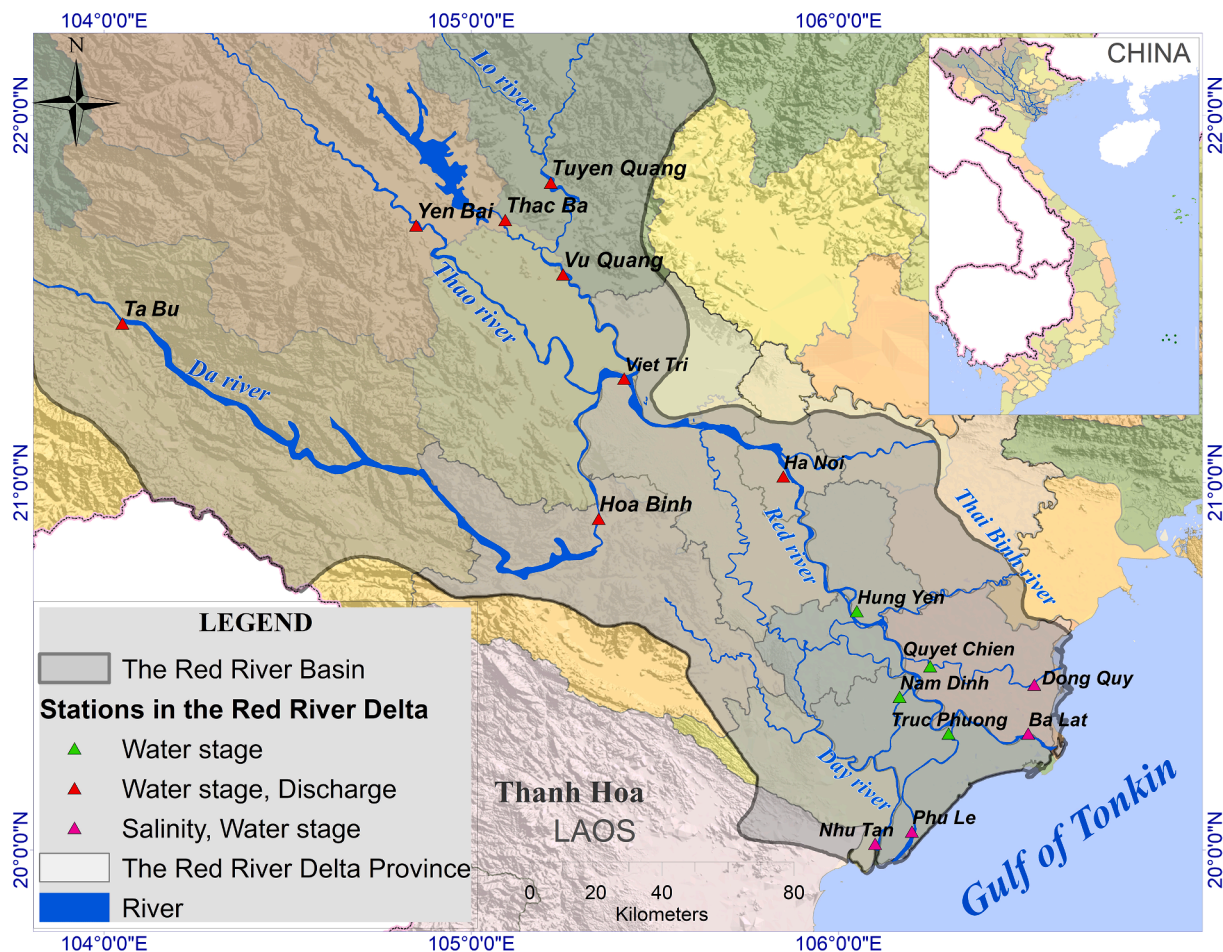 104°0'0"E 105°0'0"E 106°0'0"E
N
CHINA
22°0'0"N
22°0'0"N
Lo river
Tuyen Quang
Thac Ba
Yen Bai
Vu Quang
Thao river
Ta Bu
Da river
Viet Tri
21°0'0"N
21°0'0"N
Ha Noi
Hoa Binh
Red river
Thai Binh river
Hung Yen
Quyet Chien
Dong Quy
Nam Dinh
Truc Phuong
Ba Lat
Day river
Phu Le
Nhu Tan
Thanh Hoa
LAOS
Gulf of Tonkin
20°0'0"N
20°0'0"N
LEGEND
The Red River Basin
Stations in the Red River Delta
Water stage
Water stage, Discharge
Salinity, Water stage
The Red River Delta Province
River
0 20 40 80
Kilometers
104°0'0"E 105°0'0"E 106°0'0"E